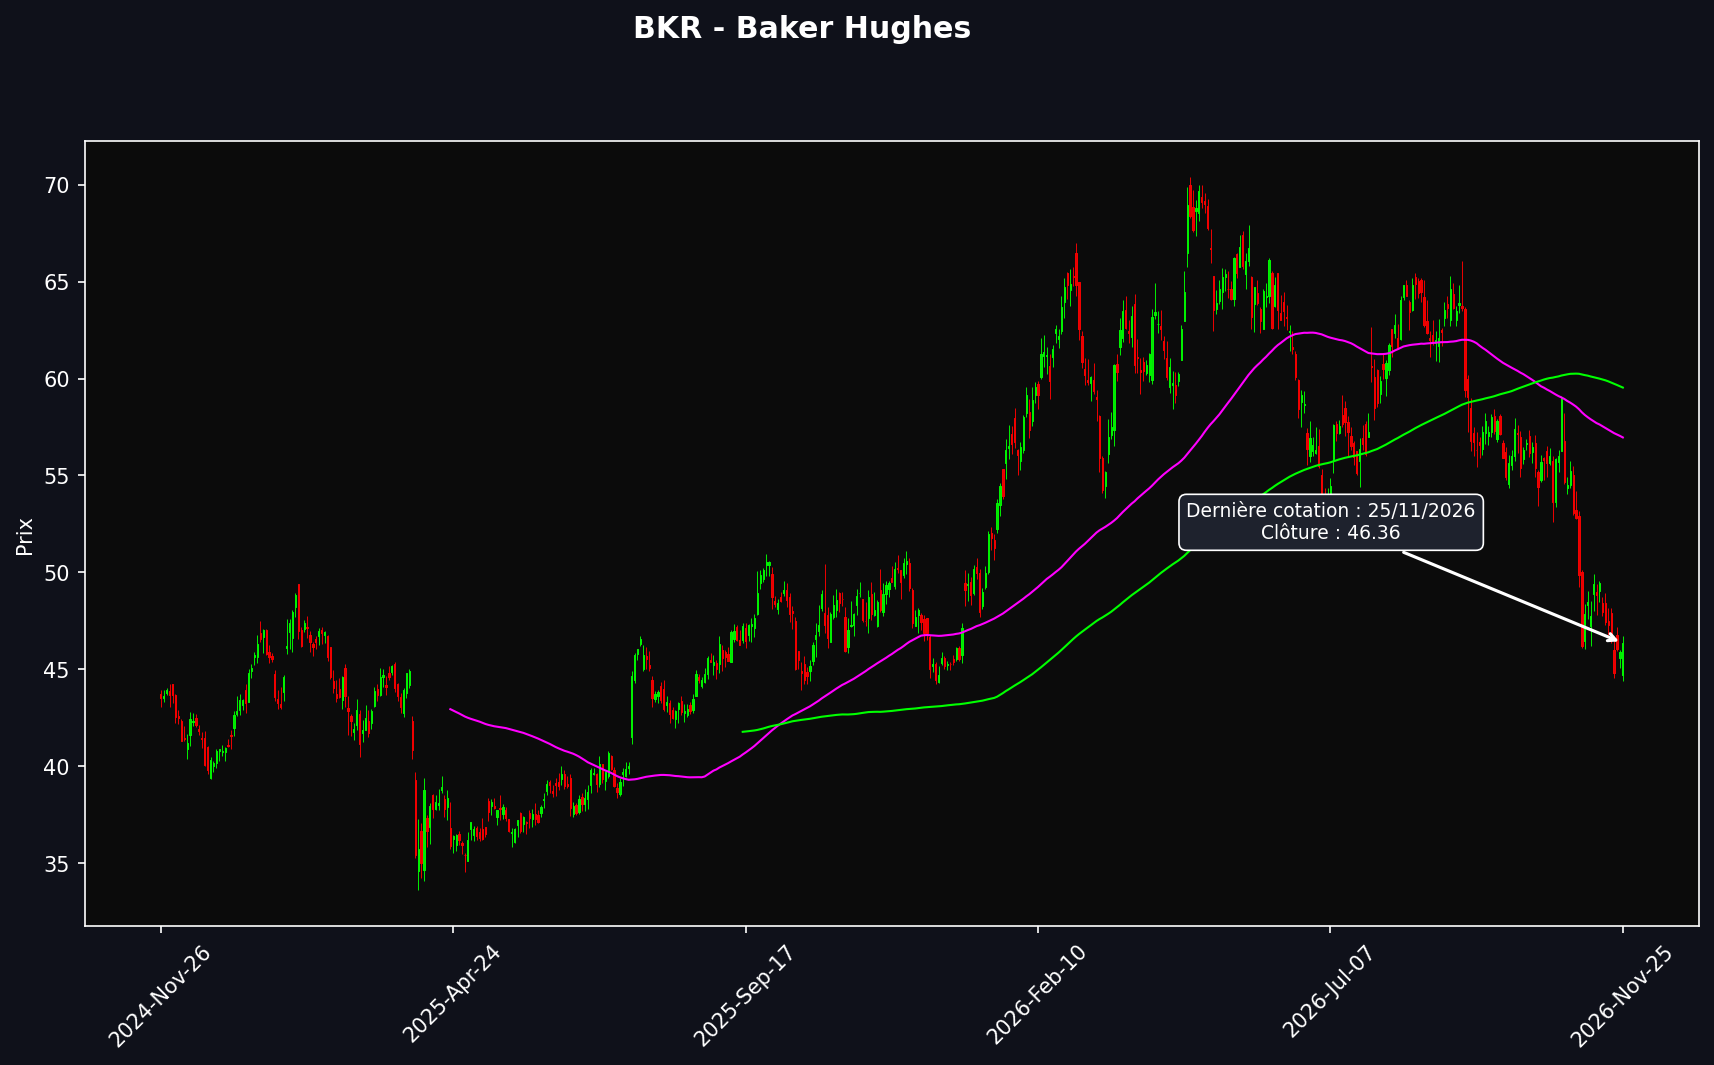 BKR - Baker Hughes
Prix
70
65
60
55
50
45
40
35
Dernière cotation : 25/11/2026
Clôture : 46.36
2024-Nov-26
2025-Apr-24
2025-Sep-17
2026-Feb-10
2026-Jul-07
2026-Nov-25